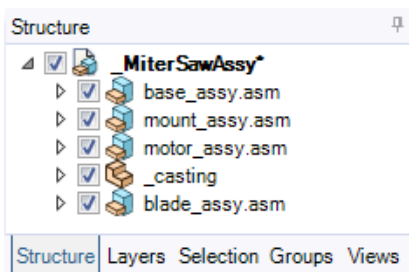 Structure
_MiterSawAssy*
base_assy.asm
mount_assy.asm
motor_assy.asm
_casting
blade_assy.asm
Structure Layers Selection Groups Views